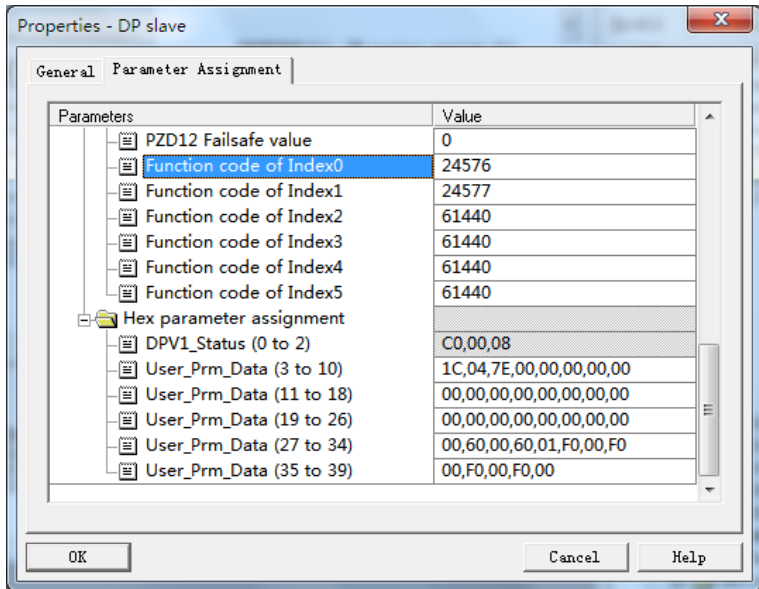 Properties - DP slave
General Parameter Assignment
Parameters Value
PZD12 Failsafe value 0
Function code of Index0 24576
Function code of Index1 24577
Function code of Index2 61440
Function code of Index3 61440
Function code of Index4 61440
Function code of Index5 61440
Hex parameter assignment
DPV1_Status (0 to 2) C0,00,08
User_Prm_Data (3 to 10) 1C,04,7E,00,00,00,00,00
User_Prm_Data (11 to 18) 00,00,00,00,00,00,00,00
User_Prm_Data (19 to 26) 00,00,00,00,00,00,00,00
User_Prm_Data (27 to 34) 00,60,00,60,01,F0,00,F0
User_Prm_Data (35 to 39) 00,F0,00,F0,00
OK Cancel Help